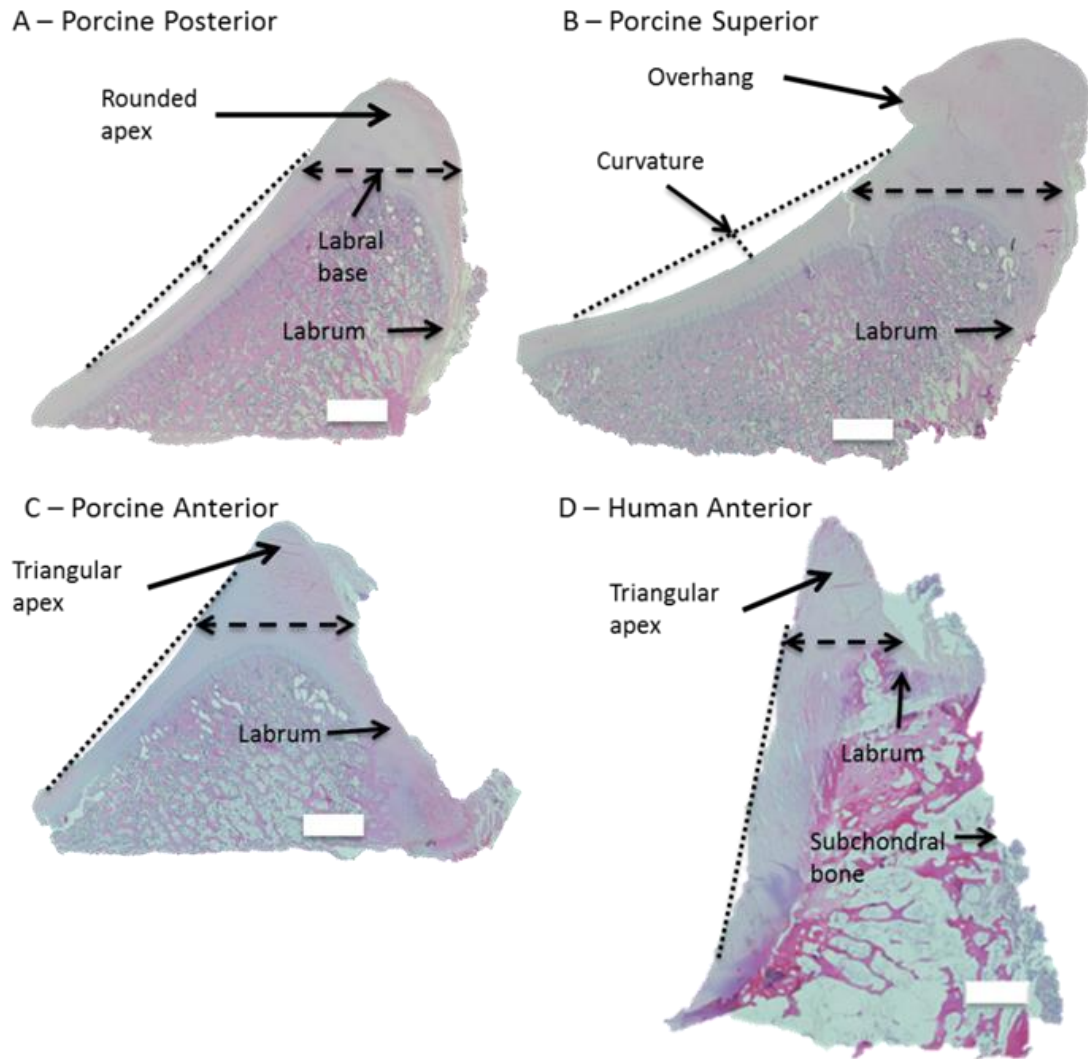 A – Porcine Posterior
Rounded
apex
Labral
base
Labrum
B – Porcine Superior
Overhang
Curvature
Labrum
C – Porcine Anterior
Triangular
apex
Labrum
D – Human Anterior
Triangular
apex
Labrum
Subchondral
bone